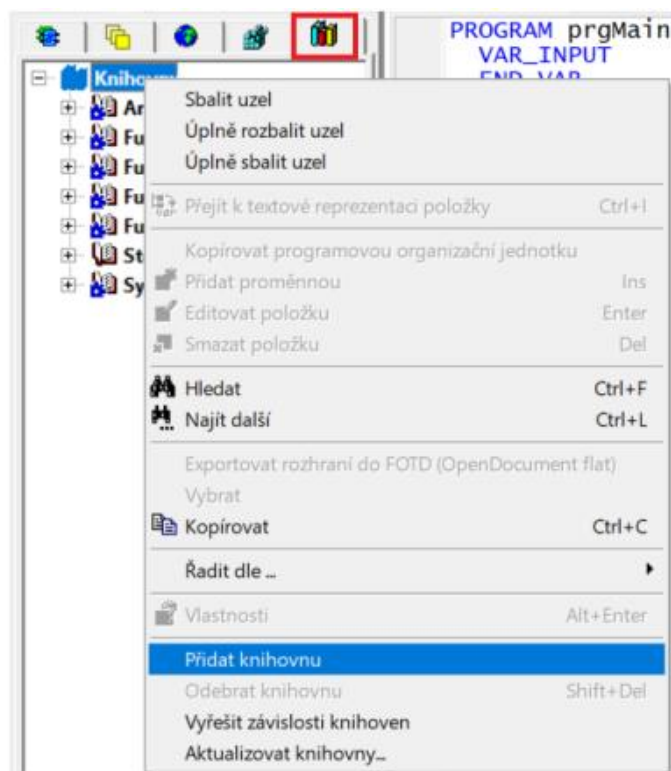 PROGRAM prgMain
VAR_INPUT
END_VAR
Knihovny
Ar
Fu
Fu
Fu
Fu
St
Sy
Sbalit uzel
Úplně rozbalit uzel
Úplně sbalit uzel
Přejít k textové reprezentaci položky Ctrl+I
Kopírovat programovou organizační jednotku
Přidat proměnnou Ins
Editovat položku Enter
Smazat položku Del
Hledat Ctrl+F
Najít další Ctrl+L
Exportovat rozhraní do FOTD (OpenDocument flat)
Vybrat
Kopírovat Ctrl+C
Řadit dle ...
Vlastnosti Alt+Enter
Přidat knihovnu
Odebrat knihovnu Shift+Del
Vyřešit závislosti knihoven
Aktualizovat knihovny...